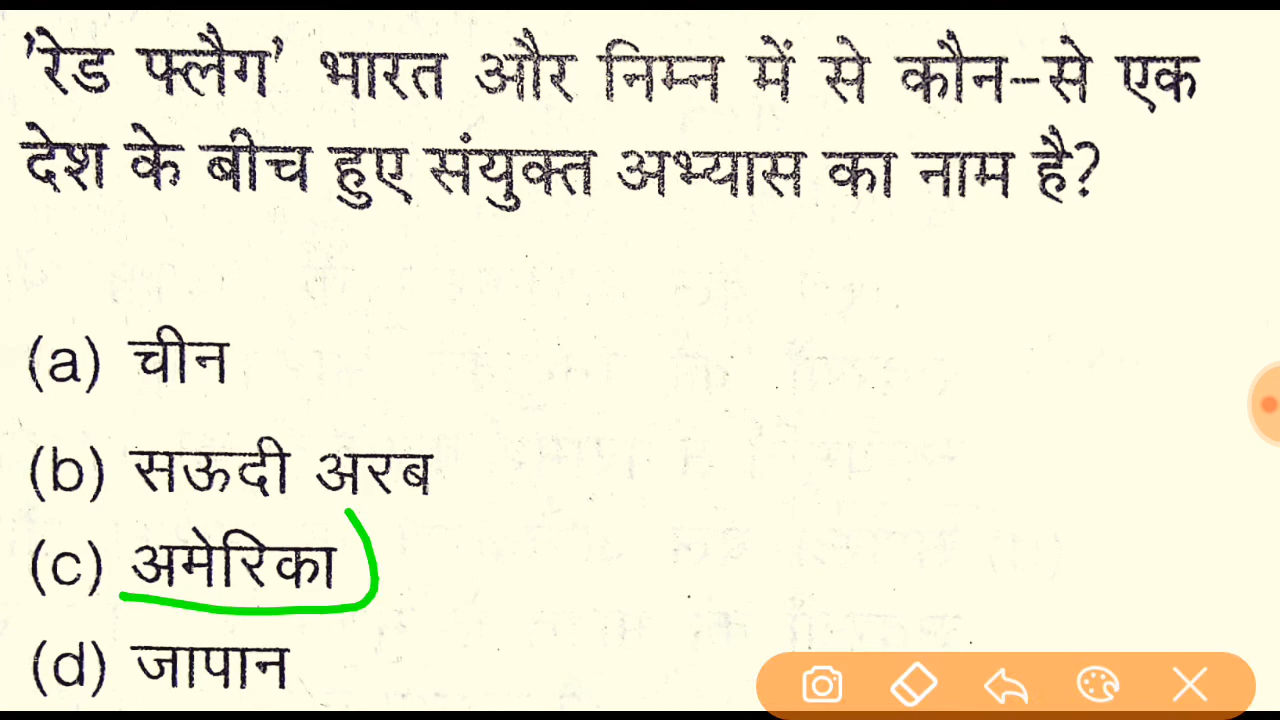 'रेड फ्लैग' भारत और निम्न में से कौन-से एक
देश के बीच हुए संयुक्त अभ्यास का नाम है?
(a) चीन
(b) सऊदी अरब
(c) अमेरिका
(d) जापान